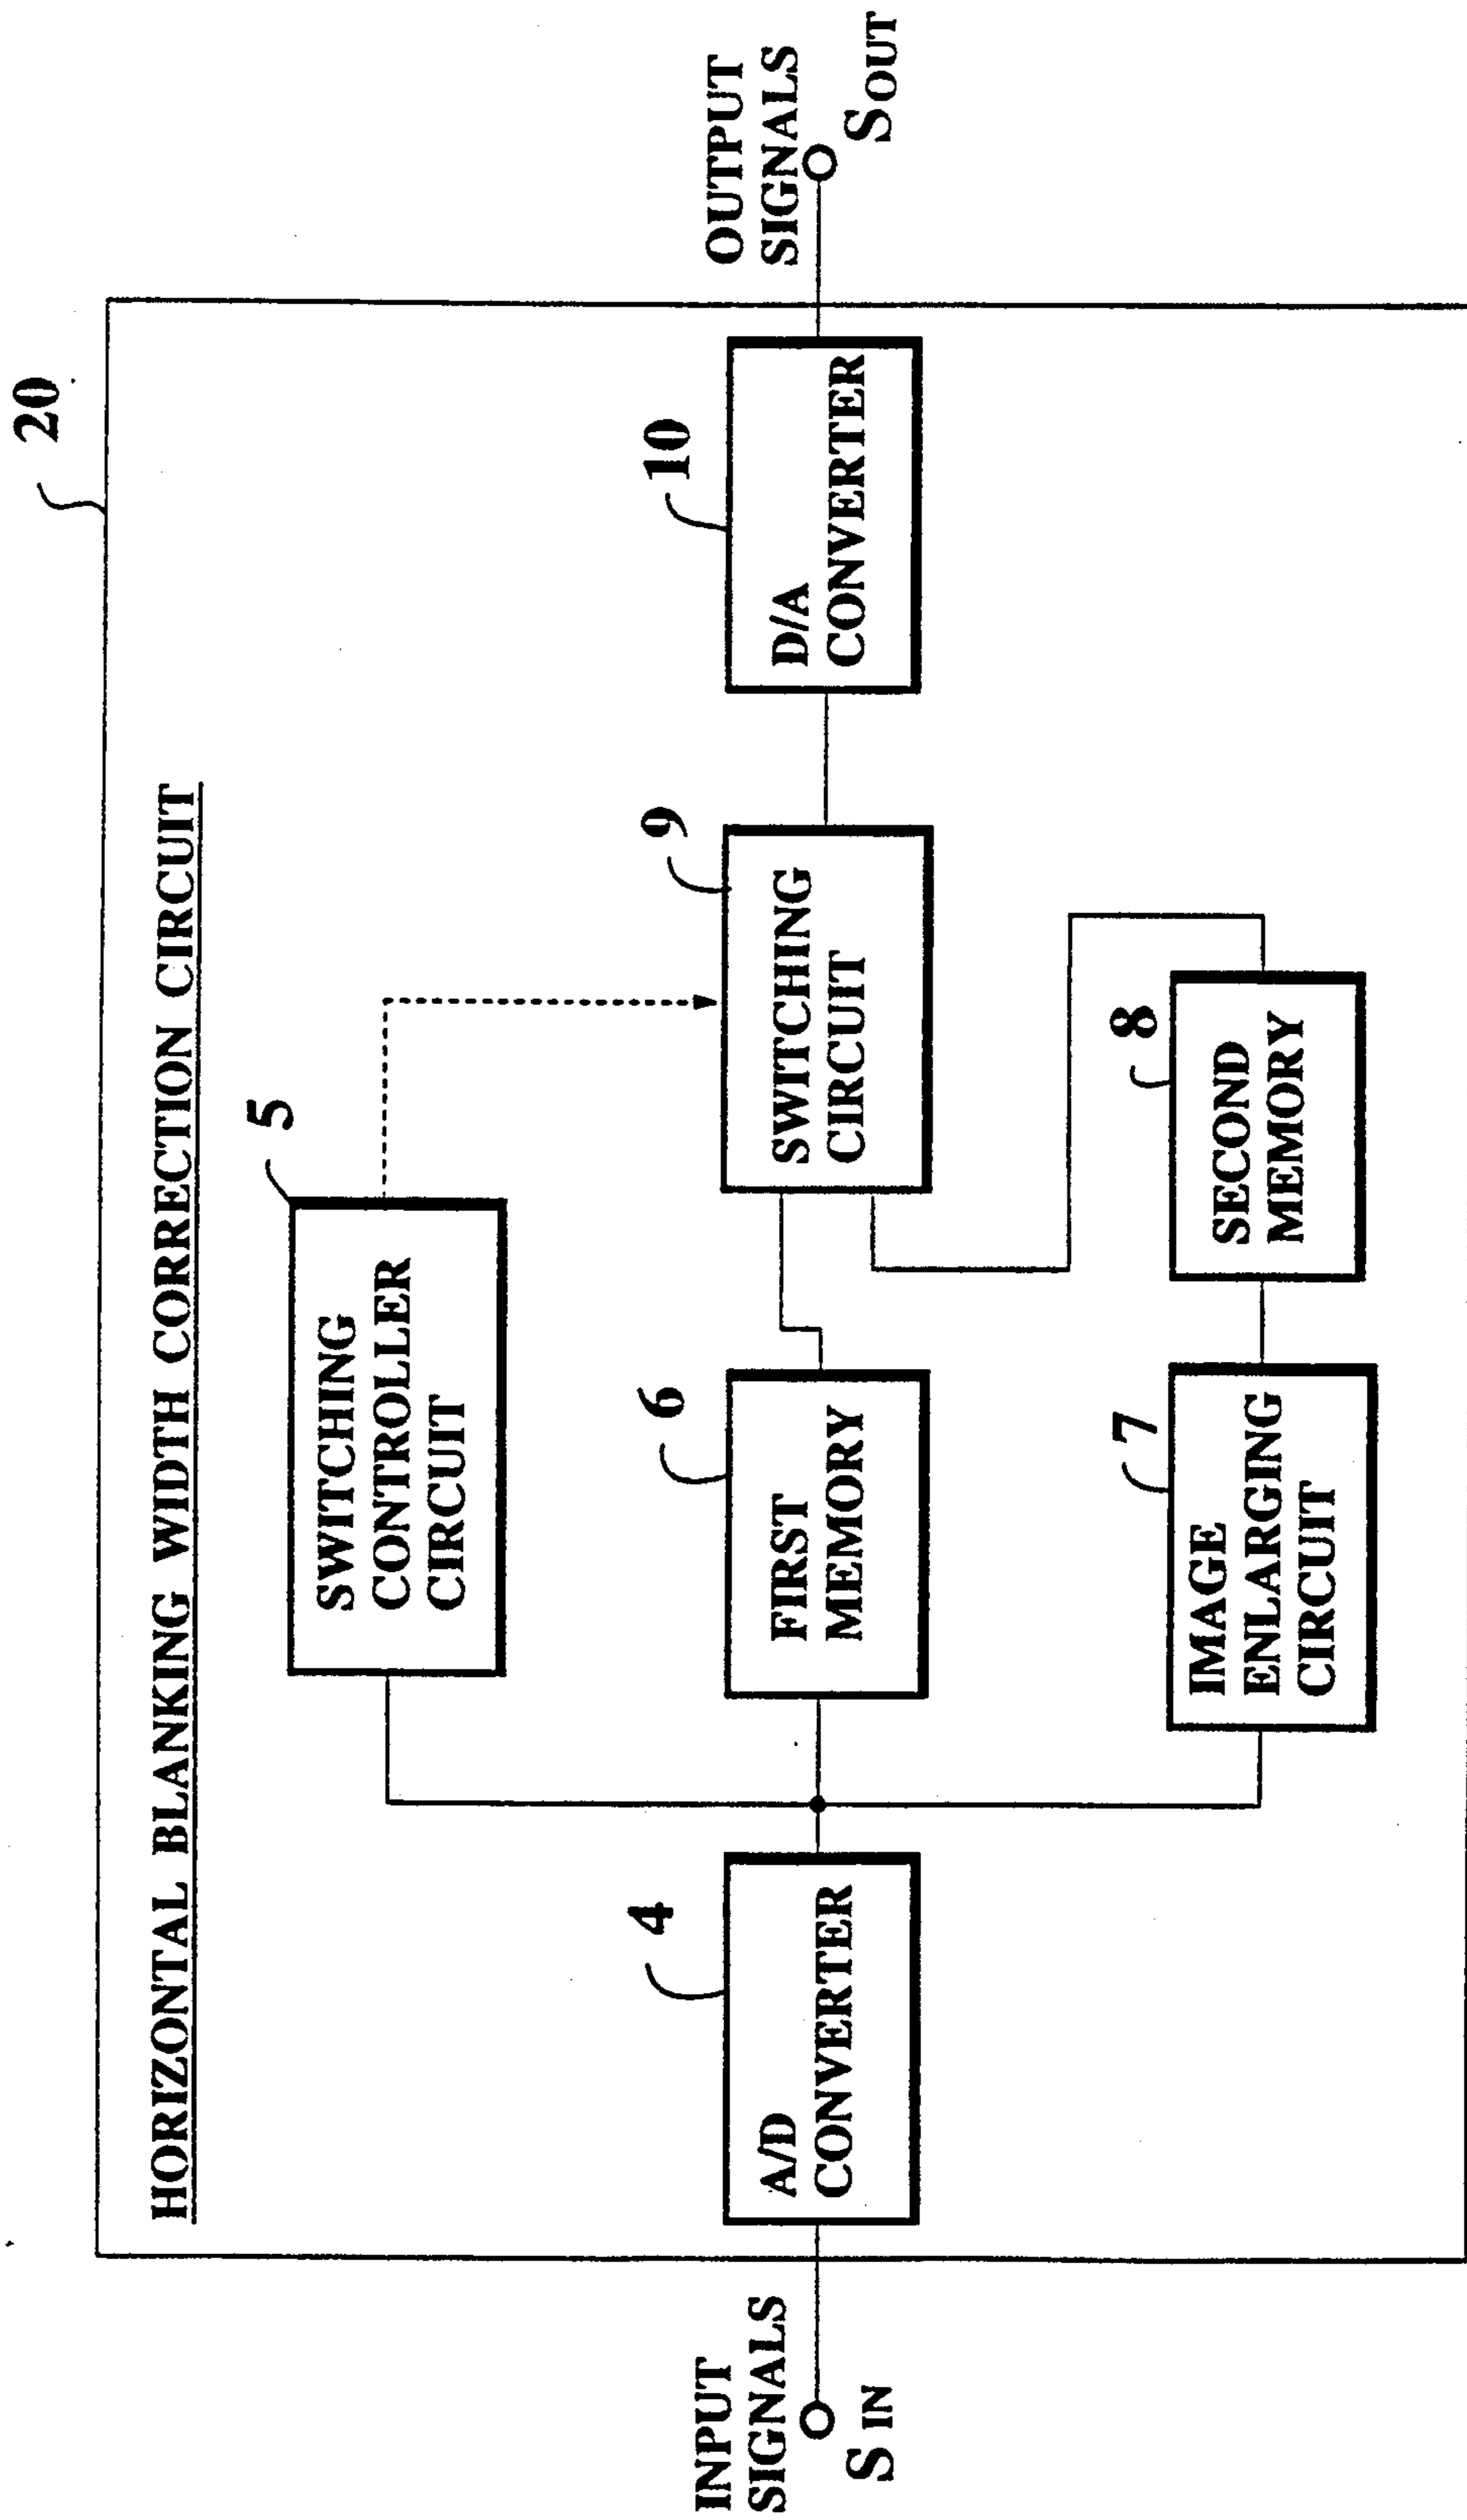 20
HORIZONTAL BLANKING WIDTH CORRECTION CIRCUIT
5
SWITCHING
CONTROLLER
CIRCUIT
INPUT
SIGNALS
S IN
4
A/D
CONVERTER
6
FIRST
MEMORY
9
SWITCHING
CIRCUIT
10
D/A
CONVERTER
OUTPUT
SIGNALS
SOUT
7
IMAGE
ENLARGING
CIRCUIT
8
SECOND
MEMORY